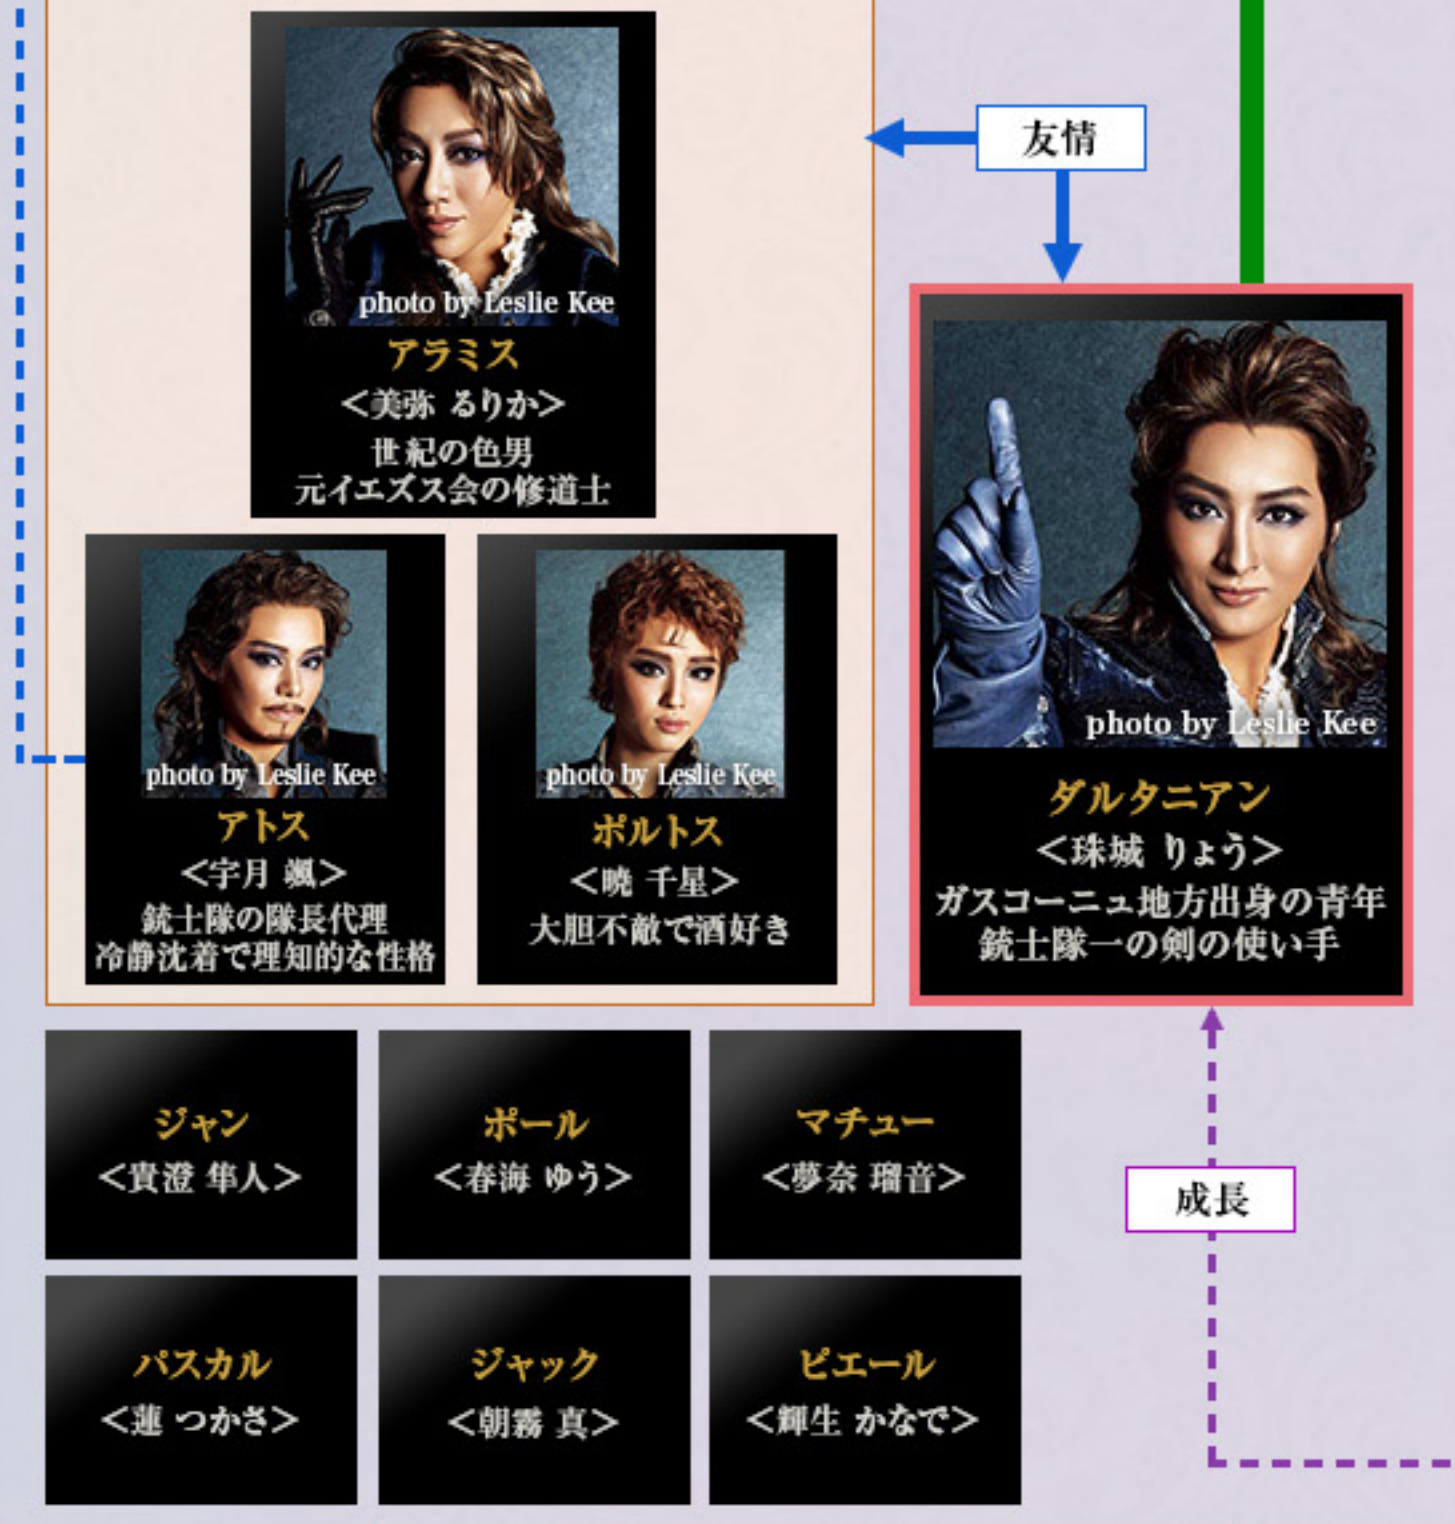 友情
photo by Leslie Kee
アラミス
＜美弥 るりか＞
世紀の色男
元イエズス会の修道士
photo by Leslie Kee
アトス
＜宇月 颯＞
銃士隊の隊長代理
冷静沈着で理知的な性格
photo by Leslie Kee
ポルトス
＜暁 千星＞
大胆不敵で酒好き
photo by Leslie Kee
ダルタニアン
＜珠城 りょう＞
ガスコーニュ地方出身の青年
銃士隊一の剣の使い手
ジャン
＜貴澄 隼人＞
ポール
＜春海 ゆう＞
マチュー
＜夢奈 瑠音＞
成長
パスカル
＜蓮 つかさ＞
ジャック
＜朝霧 真＞
ピエール
＜輝生 かなで＞